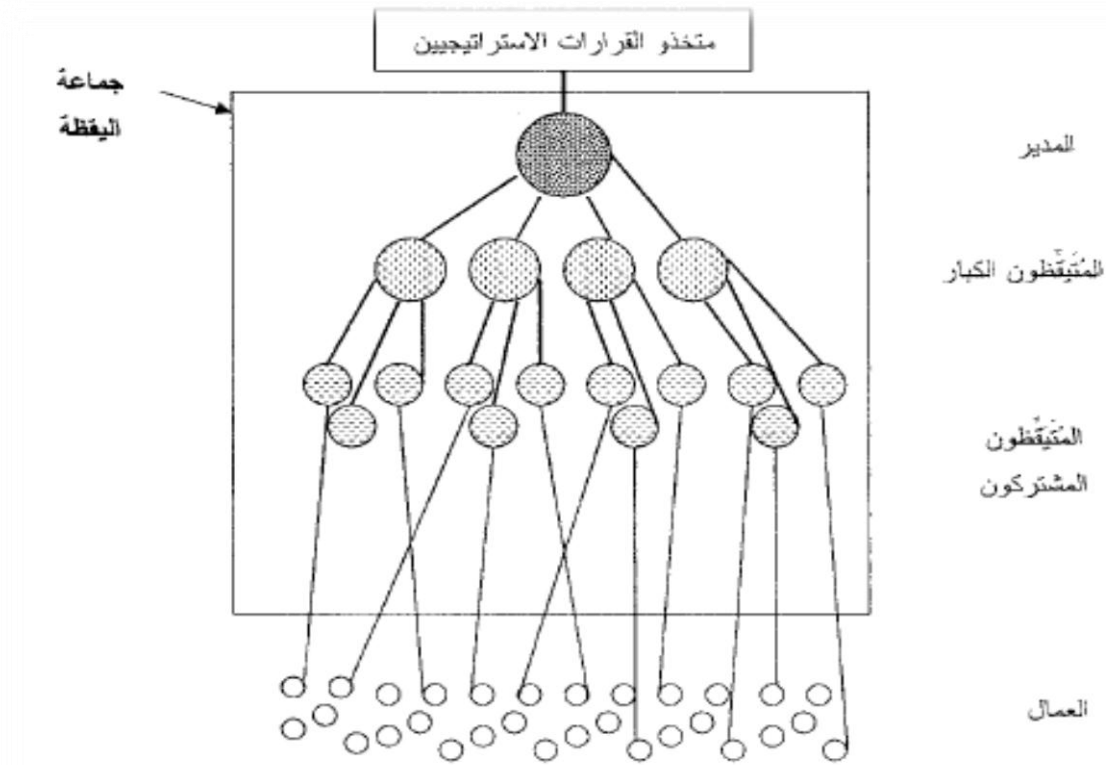 متخذو القرارات الاستراتيجيين
جماعة
اليقظة
المدير
المُتَيَقِّظون الكبار
المُتَيَقِّظون
المشتركون
العمال